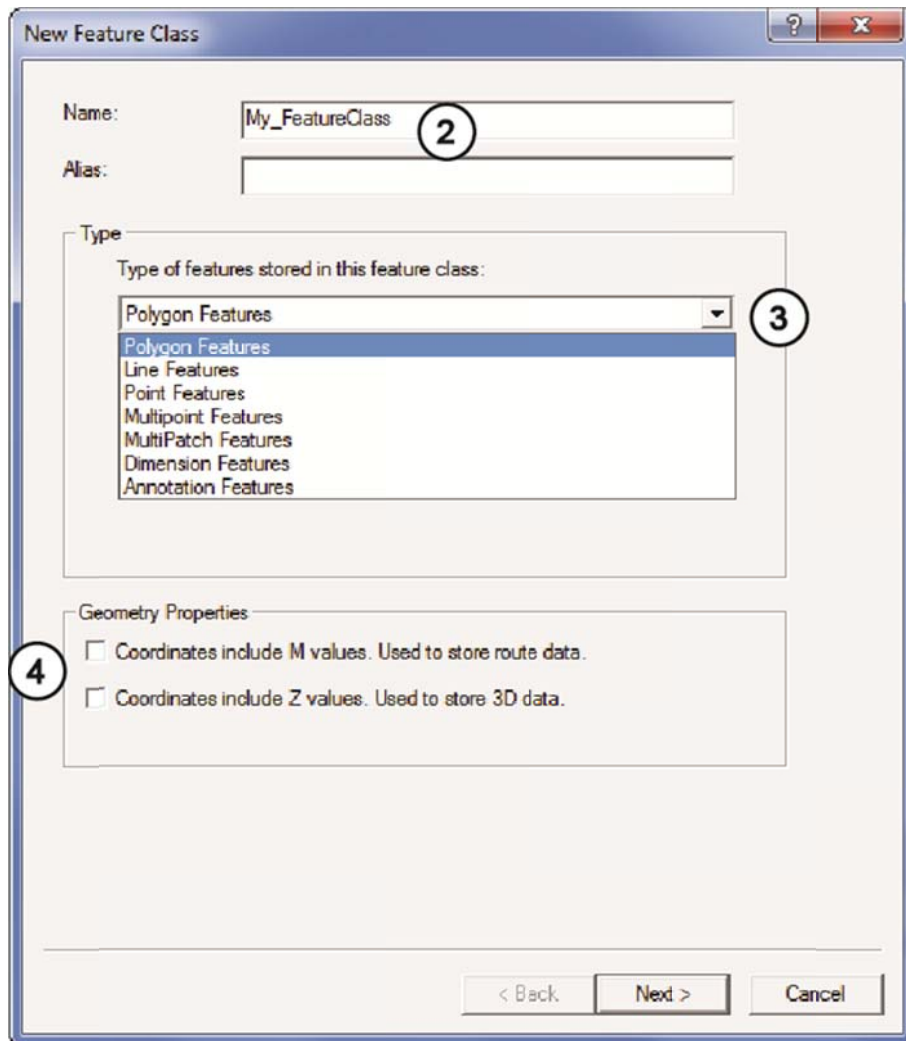 New Feature Class
?
Name:
My_FeatureClass
2
Alias:
Type
Type of features stored in this feature class:
Polygon Features
3
Polygon Features
Line Features
Point Features
Multipoint Features
MultiPatch Features
Dimension Features
Annotation Features
Geometry Properties
4
Coordinates include M values. Used to store route data.
Coordinates include Z values. Used to store 3D data.
< Back
Next >
Cancel